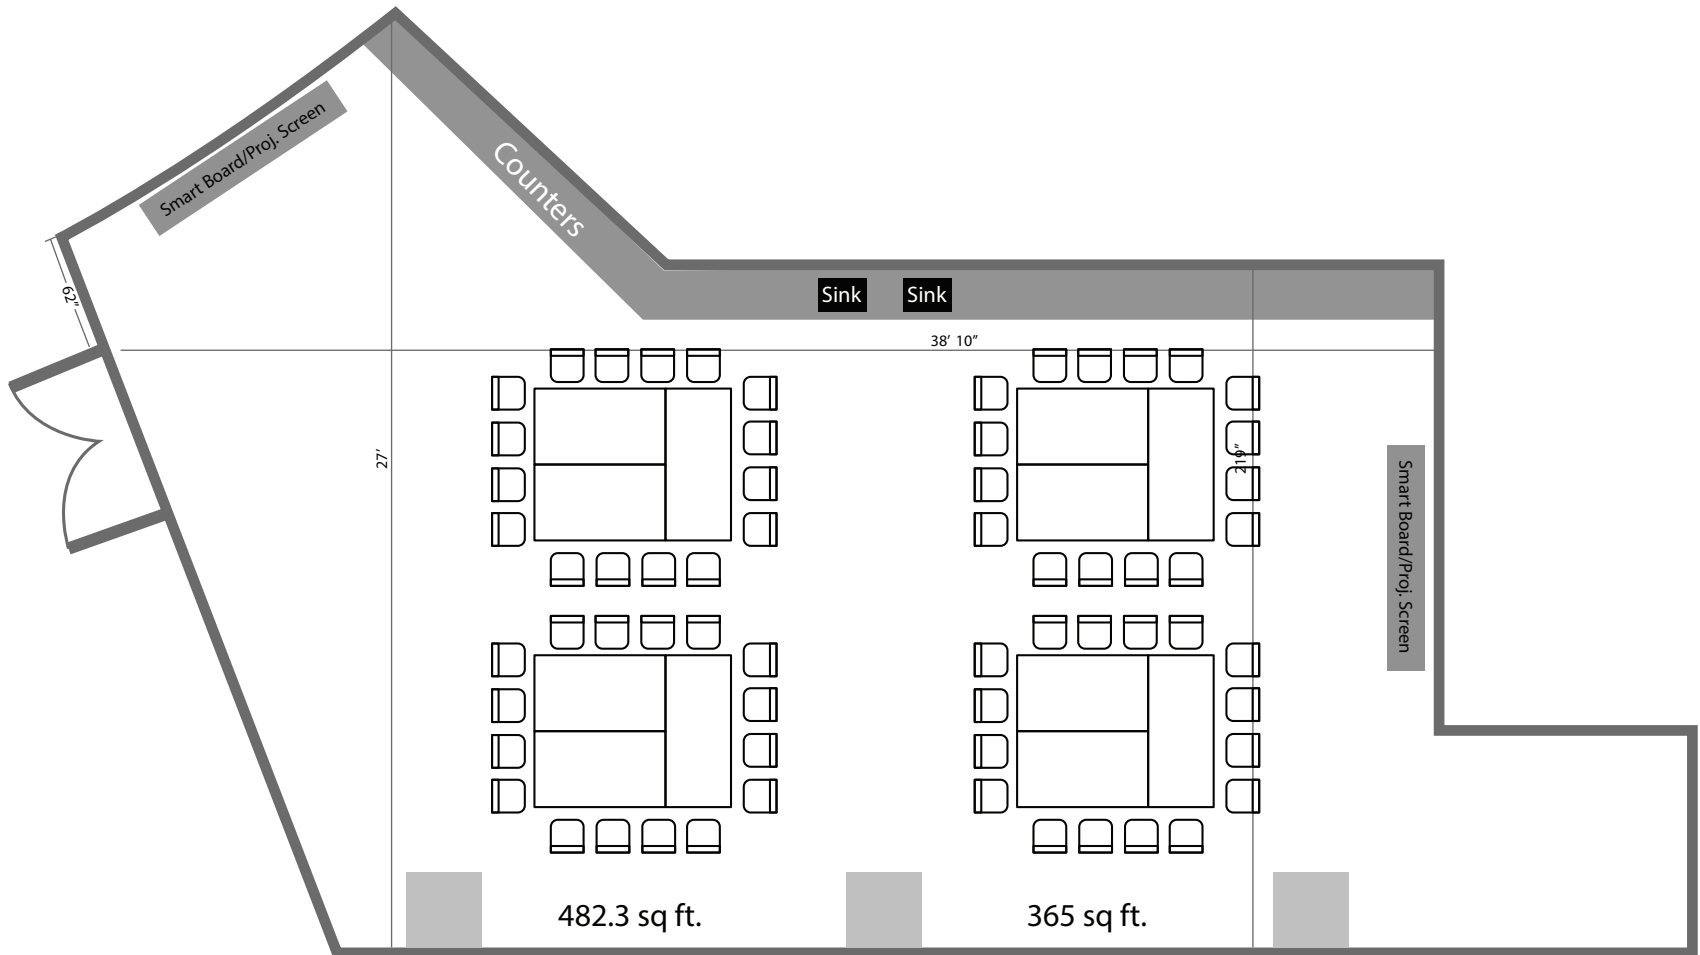 Smart Board/Proj. Screen
Counters
Sink
Sink
62”
38’ 10”
27’
219”
Smart Board/Proj. Screen
482.3 sq ft.
365 sq ft.